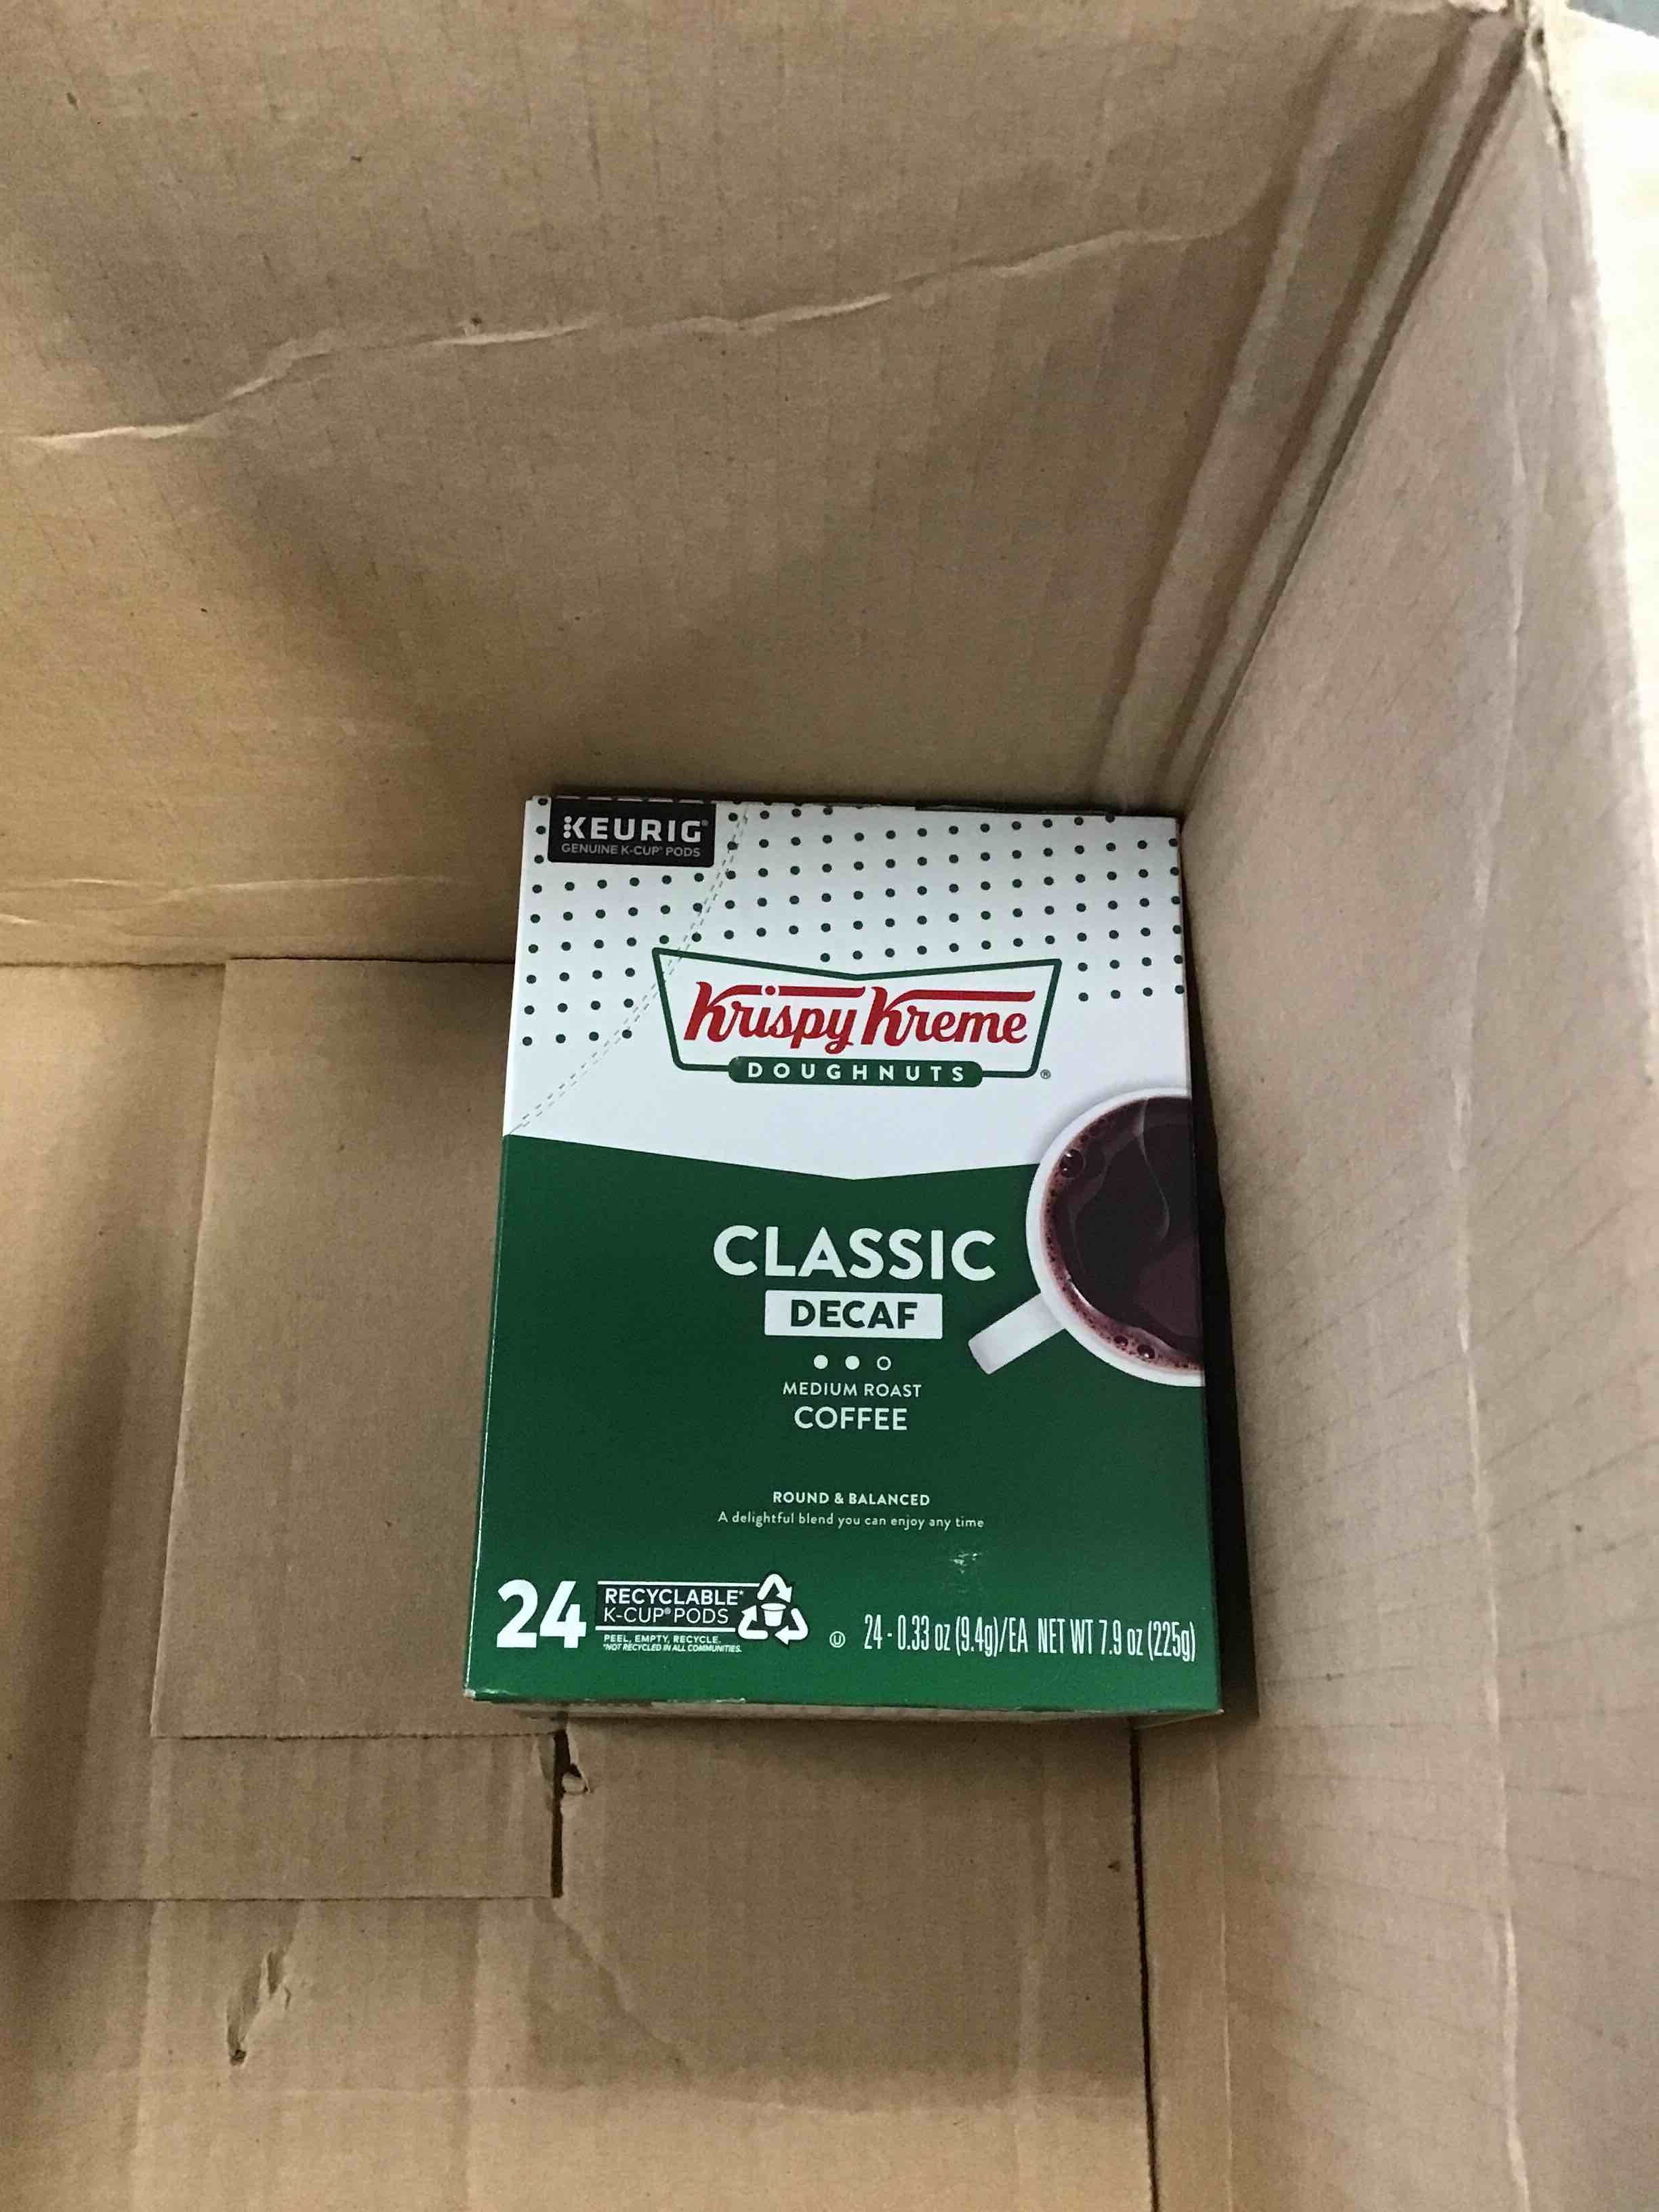 KEURIG®
GENUINE K-CUP® PODS
Krispy Kreme
DOUGHNUTS
®
CLASSIC
DECAF
MEDIUM ROAST
COFFEE
ROUND & BALANCED
A delightful blend you can enjoy any time
24 RECYCLABLE*
K-CUP® PODS
PEEL, EMPTY, RECYCLE.
*NOT RECYCLED IN ALL COMMUNITIES.
U 24 - 0.33 oz (9.4g)/EA NET WT 7.9 oz (225g)